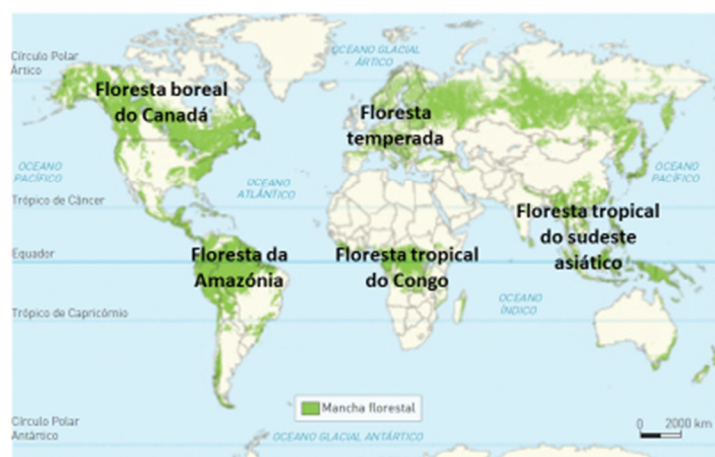 OCEANO GLACIAL
ÁRTICO
Círculo Polar
Ártico
Floresta boreal
do Canadá
Floresta
temperada
OCEANO
PACÍFICO
OCEANO
ATLÂNTICO
OCEANO
PACÍFICO
Trópico de Câncer
Floresta tropical
do sudeste
asiático
Equador
Floresta da
Amazónia
Floresta tropical
do Congo
OCEANO
ÍNDICO
Trópico de Capricórnio
Mancha florestal
Círculo Polar
Antártico
OCEANO GLACIAL ANTÁRTICO
0 2000 km